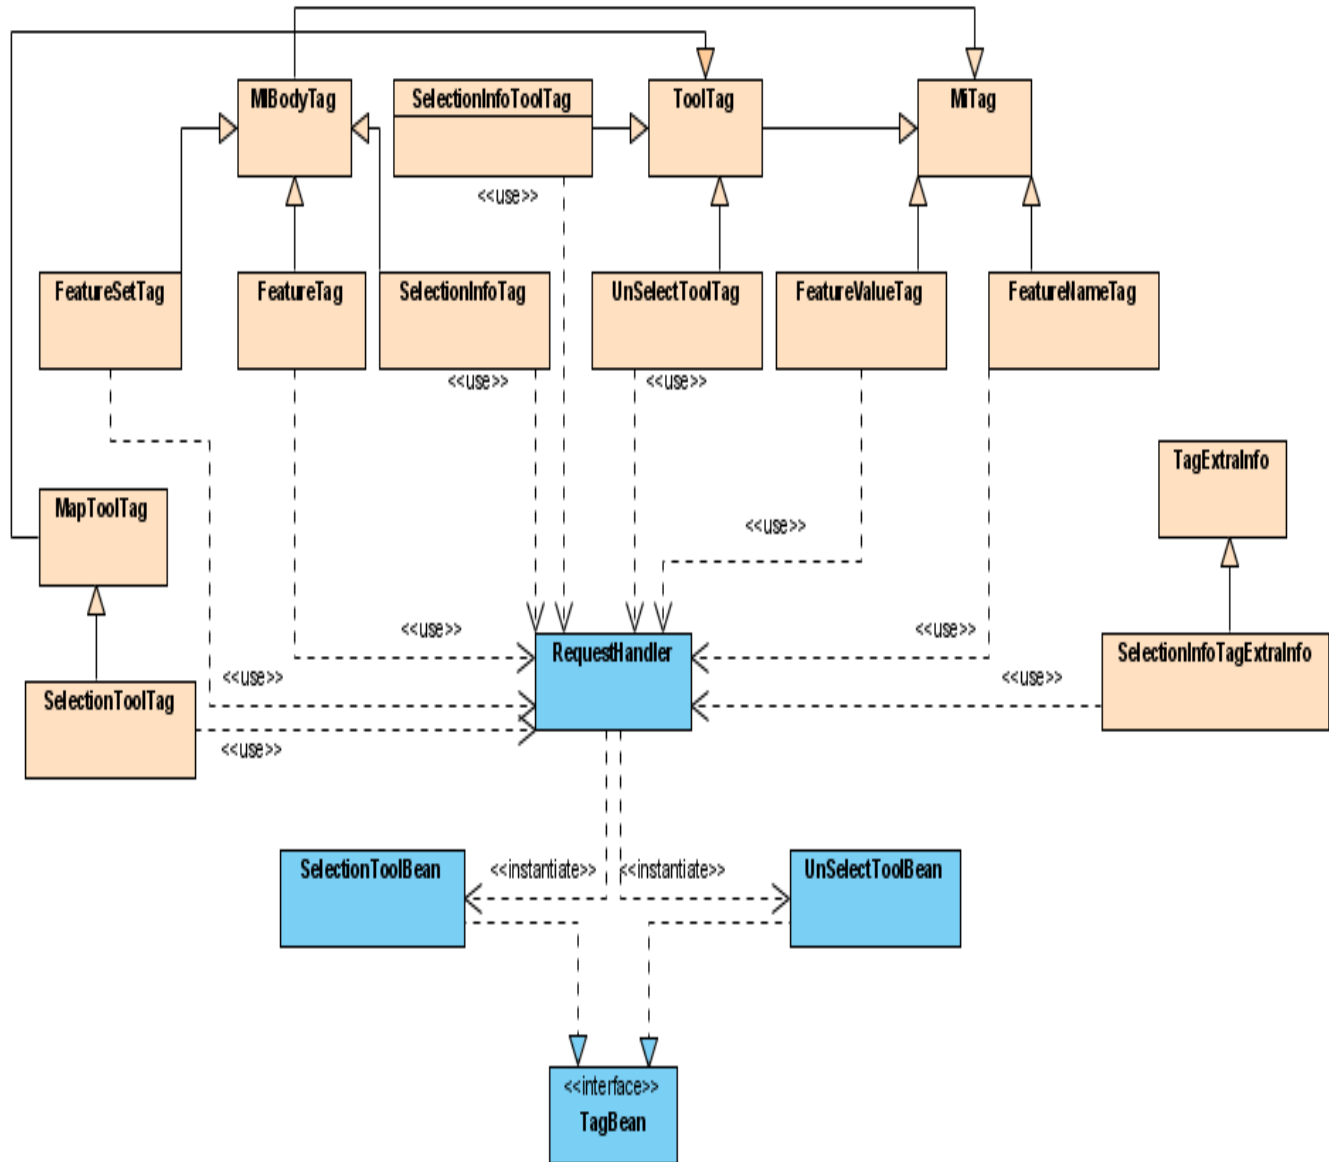 MIBodyTag
SelectionInfoToolTag
ToolTag
MiTag
<<use>>
FeatureSetTag
FeatureTag
SelectionInfoTag
UnSelectToolTag
FeatureValueTag
FeatureNameTag
<<use>>
<<use>>
TagExtraInfo
MapToolTag
<<use>>
<<use>>
<<use>>
RequestHandler
SelectionInfoTagExtraInfo
<<use>>
<<use>>
SelectionToolTag
<<use>>
SelectionToolBean
<<instantiate>>
<<instantiate>>
UnSelectToolBean
<<interface>>
TagBean